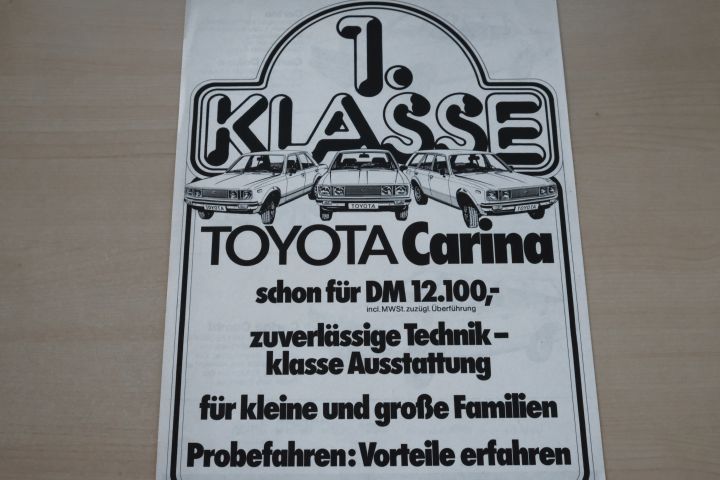 1.
KLASSE
TOYOTA
TOYOTA
TOYOTA
TOYOTA Carina
schon für DM 12.100,-
incl. MWSt. zuzügl. Überführung
zuverlässige Technik –
klasse Ausstattung
für kleine und große Familien
Probefahren: Vorteile erfahren